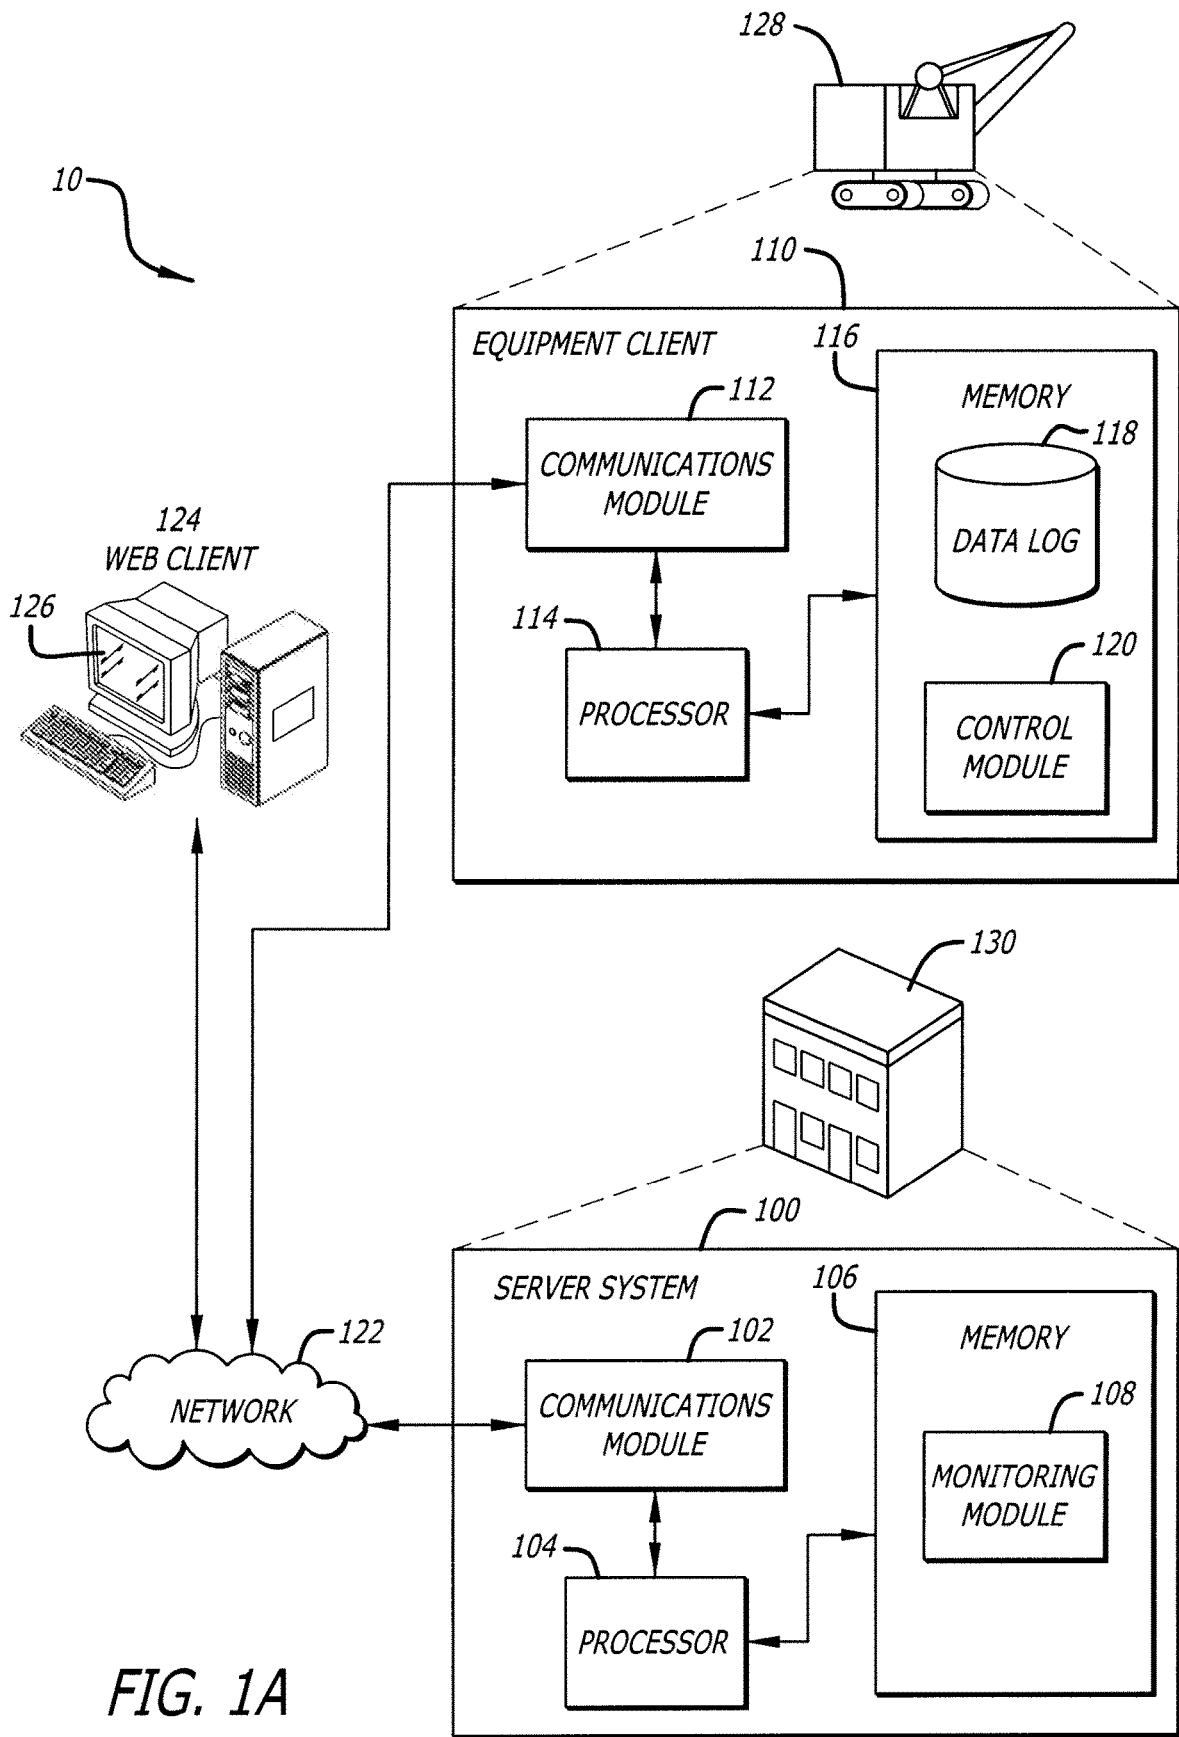 128
10
110
EQUIPMENT CLIENT
116
MEMORY
112
118
COMMUNICATIONS
MODULE
DATA LOG
124
WEB CLIENT
126
114
120
PROCESSOR
CONTROL
MODULE
130
100
SERVER SYSTEM
106
MEMORY
122
102
NETWORK
COMMUNICATIONS
MODULE
108
MONITORING
MODULE
104
PROCESSOR
FIG. 1A